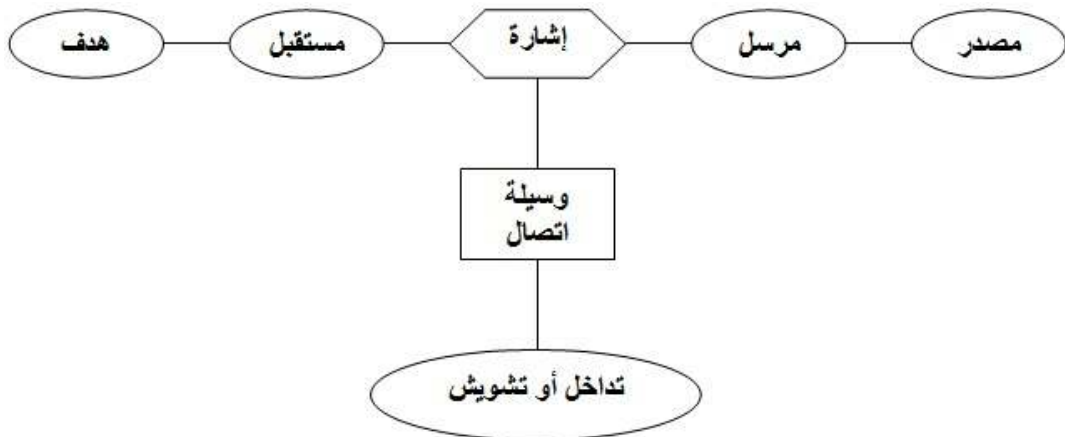 مصدر
مرسل
إشارة
مستقبل
هدف
وسيلة
اتصال
تداخل أو تشويش